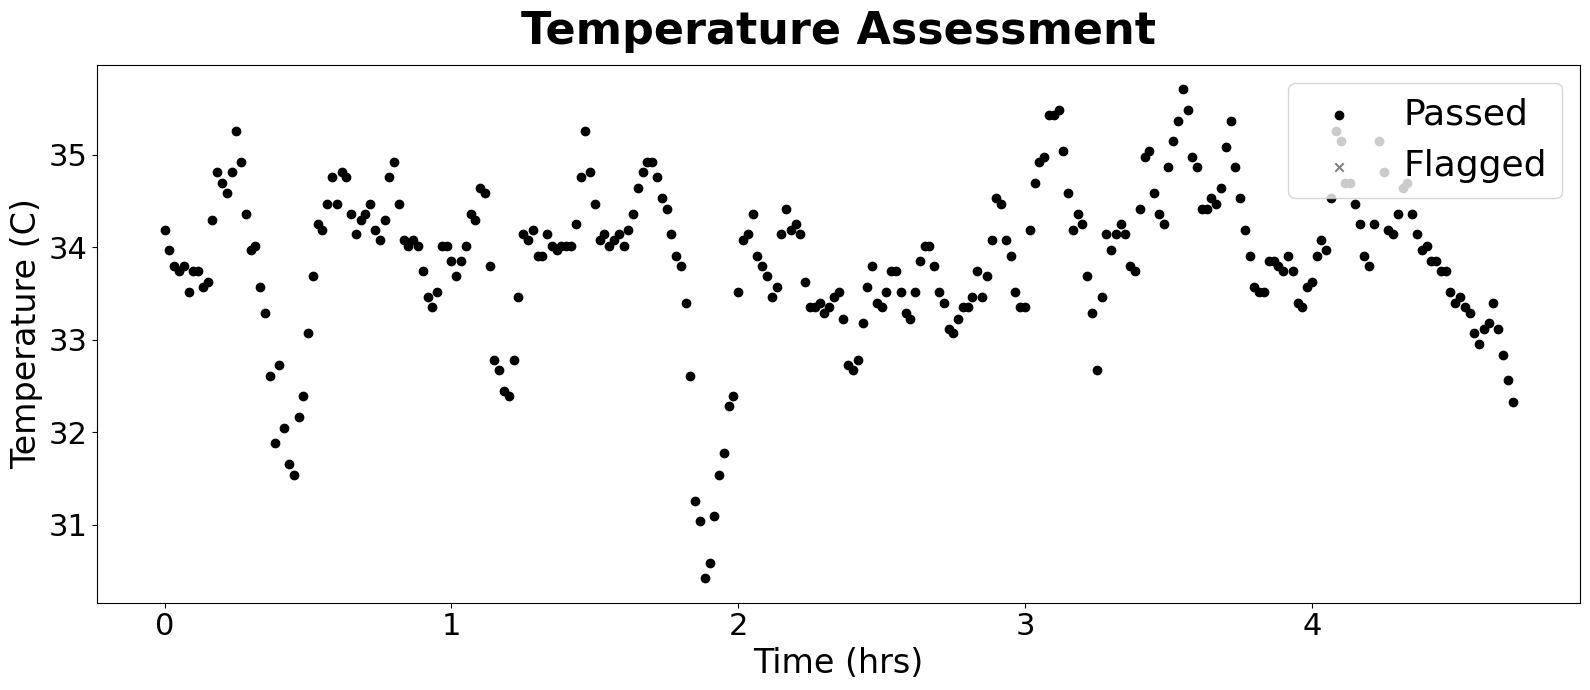 Temperature Assessment
Passed
Flagged
Temperature (C)
35
34
33
32
31
0 1 2 3 4
Time (hrs)